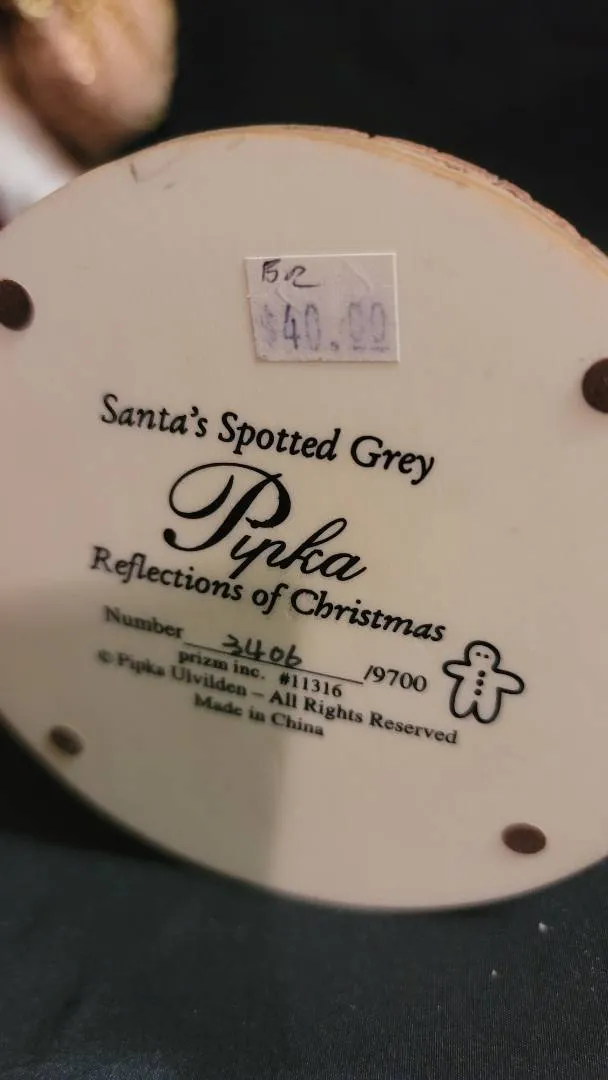 $40.00
Santa's Spotted Grey
Pipka
Reflections of Christmas
Number 3406 /9700
prizm inc. #11316
© Pipka Ulvilden – All Rights Reserved
Made in China